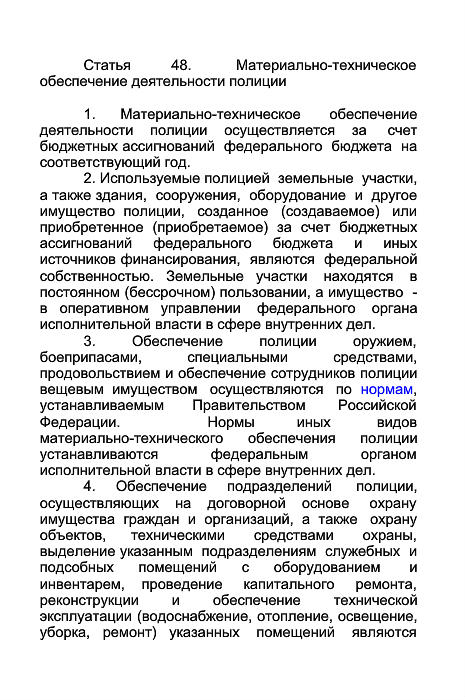 Статья 48. Материально-техническое
обеспечение деятельности полиции
1. Материально-техническое обеспечение
деятельности полиции осуществляется за счет
бюджетных ассигнований федерального бюджета на
соответствующий год.
2. Используемые полицией земельные участки,
а также здания, сооружения, оборудование и другое
имущество полиции, созданное (создаваемое) или
приобретенное (приобретаемое) за счет бюджетных
ассигнований федерального бюджета и иных
источников финансирования, являются федеральной
собственностью. Земельные участки находятся в
постоянном (бессрочном) пользовании, а имущество -
в оперативном управлении федерального органа
исполнительной власти в сфере внутренних дел.
3. Обеспечение полиции оружием,
боеприпасами, специальными средствами,
продовольствием и обеспечение сотрудников полиции
вещевым имуществом осуществляются по нормам,
устанавливаемым Правительством Российской
Федерации. Нормы иных видов
материально-технического обеспечения полиции
устанавливаются федеральным органом
исполнительной власти в сфере внутренних дел.
4. Обеспечение подразделений полиции,
осуществляющих на договорной основе охрану
имущества граждан и организаций, а также охрану
объектов, техническими средствами охраны,
выделение указанным подразделениям служебных и
подсобных помещений с оборудованием и
инвентарем, проведение капитального ремонта,
реконструкции и обеспечение технической
эксплуатации (водоснабжение, отопление, освещение,
уборка, ремонт) указанных помещений являются